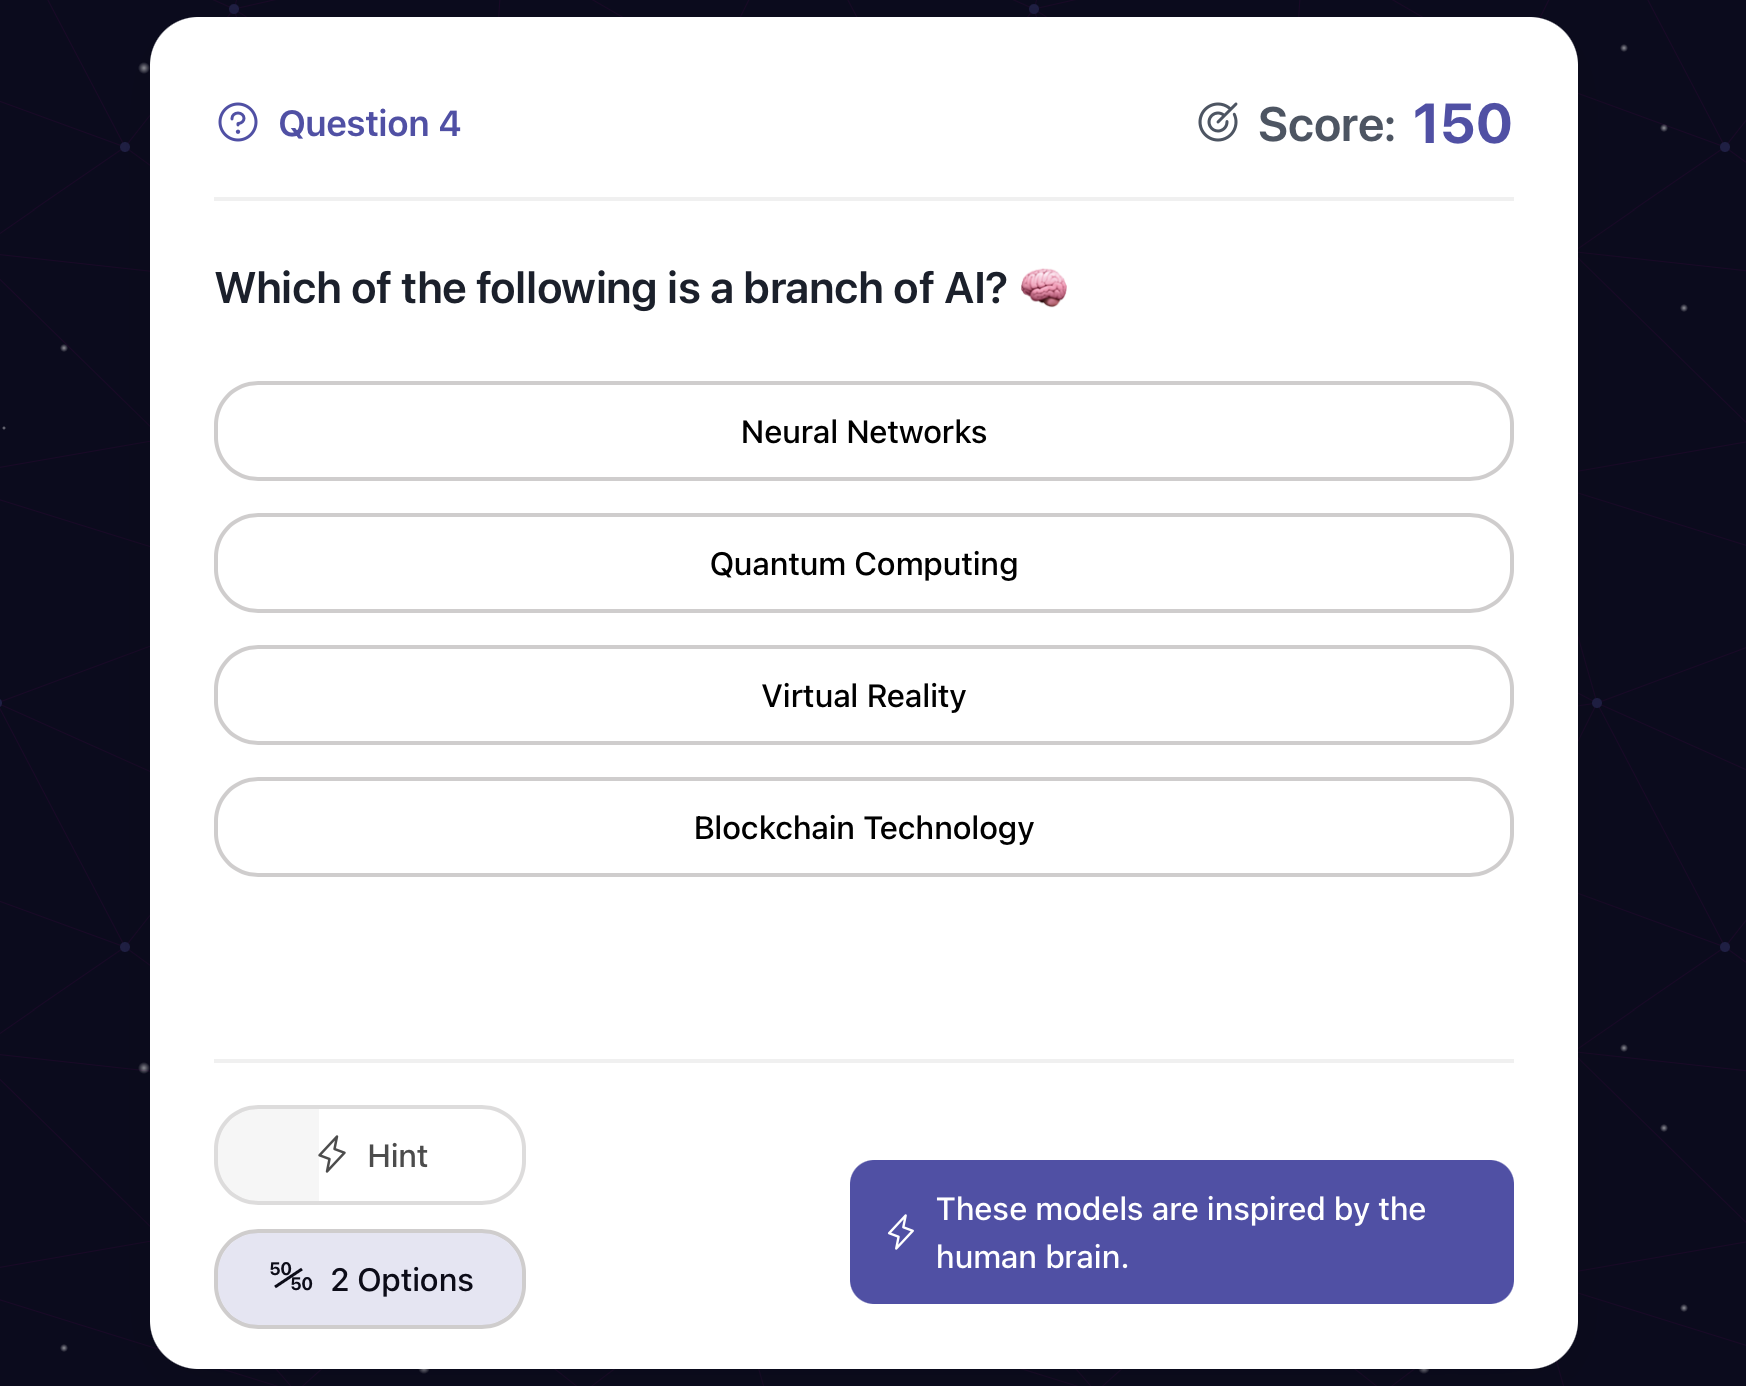 Question 4
Score: 150
Which of the following is a branch of AI? 🧠
Neural Networks
Quantum Computing
Virtual Reality
Blockchain Technology
Hint
These models are inspired by the
human brain.
50/50 2 Options